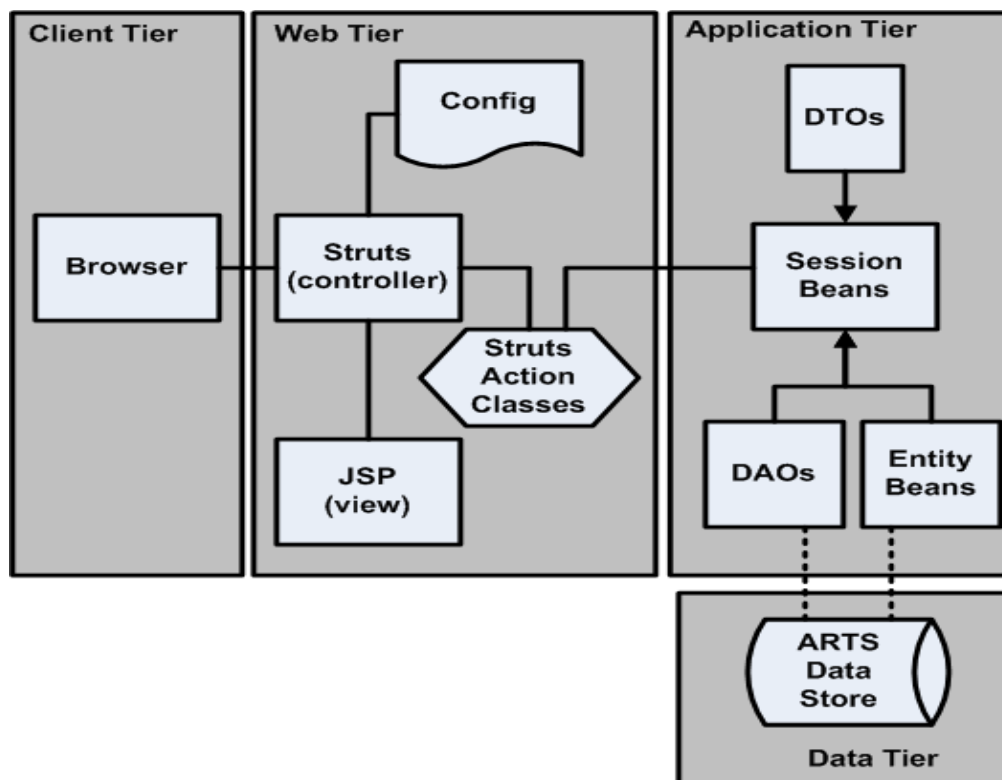 Client Tier
Web Tier
Application Tier
Config
DTOs
Browser
Struts
(controller)
Session
Beans
Struts
Action
Classes
JSP
(view)
DAOs
Entity
Beans
ARTS
Data
Store
Data Tier